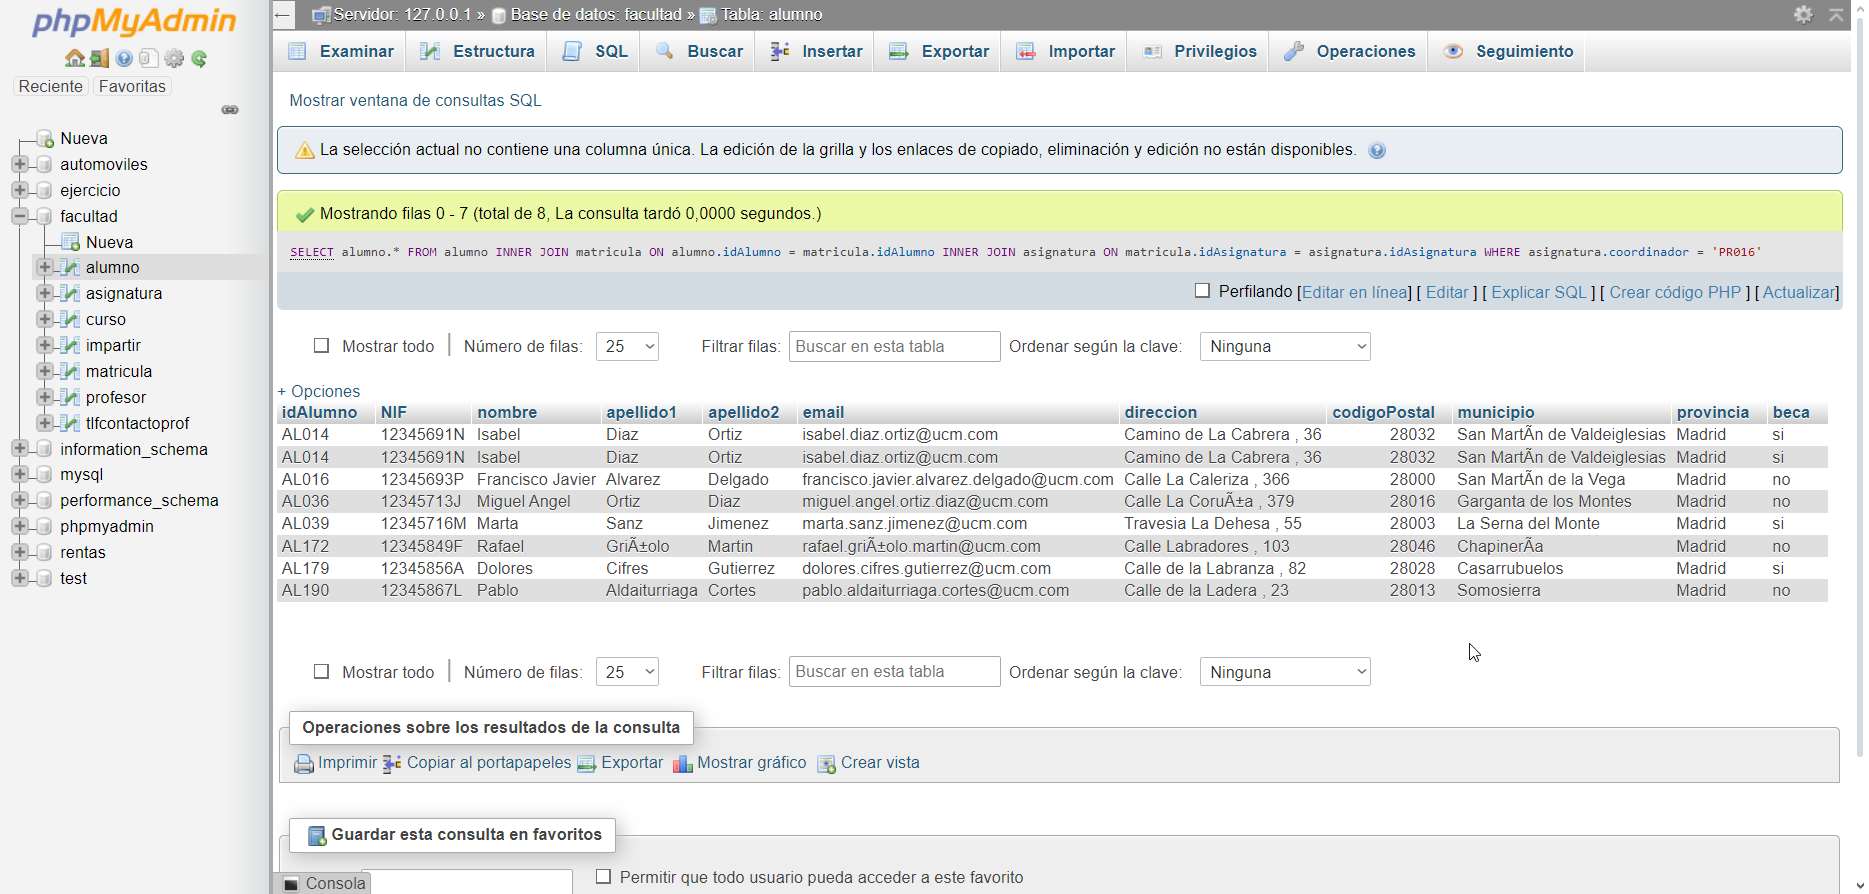 phpMyAdmin
Reciente Favoritas
Nueva
automoviles
ejercicio
facultad
Nueva
alumno
asignatura
curso
impartir
matricula
profesor
tlfcontactoprof
information_schema
mysql
performance_schema
phpmyadmin
rentas
test
← Servidor: 127.0.0.1 » Base de datos: facultad » Tabla: alumno
Examinar Estructura SQL Buscar Insertar Exportar Importar Privilegios Operaciones Seguimiento
Mostrar ventana de consultas SQL
La selección actual no contiene una columna única. La edición de la grilla y los enlaces de copiado, eliminación y edición no están disponibles.
Mostrando filas 0 - 7 (total de 8, La consulta tardó 0,0000 segundos.)
SELECT alumno.* FROM alumno INNER JOIN matricula ON alumno.idAlumno = matricula.idAlumno INNER JOIN asignatura ON matricula.idAsignatura = asignatura.idAsignatura WHERE asignatura.coordinador = 'PR016'
Perfilando [Editar en línea] [ Editar ] [ Explicar SQL ] [ Crear código PHP ] [ Actualizar]
Mostrar todo | Número de filas: 25 Filtrar filas: Buscar en esta tabla Ordenar según la clave: Ninguna
+ Opciones
idAlumno NIF nombre apellido1 apellido2 email direccion codigoPostal municipio provincia beca
AL014 12345691N Isabel Diaz Ortiz isabel.diaz.ortiz@ucm.com Camino de La Cabrera , 36 28032 San MartÃn de Valdeiglesias Madrid si
AL014 12345691N Isabel Diaz Ortiz isabel.diaz.ortiz@ucm.com Camino de La Cabrera , 36 28032 San MartÃn de Valdeiglesias Madrid si
AL016 12345693P Francisco Javier Alvarez Delgado francisco.javier.alvarez.delgado@ucm.com Calle La Caleriza , 366 28000 San MartÃn de la Vega Madrid no
AL036 12345713J Miguel Angel Ortiz Diaz miguel.angel.ortiz.diaz@ucm.com Calle La CoruÃ±a , 379 28016 Garganta de los Montes Madrid no
AL039 12345716M Marta Sanz Jimenez marta.sanz.jimenez@ucm.com Travesia La Dehesa , 55 28003 La Serna del Monte Madrid si
AL172 12345849F Rafael GriÃ±olo Martin rafael.griÃ±olo.martin@ucm.com Calle Labradores , 103 28046 ChapinerÃa Madrid no
AL179 12345856A Dolores Cifres Gutierrez dolores.cifres.gutierrez@ucm.com Calle de la Labranza , 82 28028 Casarrubuelos Madrid si
AL190 12345867L Pablo Aldaiturriaga Cortes pablo.aldaiturriaga.cortes@ucm.com Calle de la Ladera , 23 28013 Somosierra Madrid no
Mostrar todo | Número de filas: 25 Filtrar filas: Buscar en esta tabla Ordenar según la clave: Ninguna
Operaciones sobre los resultados de la consulta
Imprimir Copiar al portapapeles Exportar Mostrar gráfico Crear vista
Guardar esta consulta en favoritos
Consola Permitir que todo usuario pueda acceder a este favorito